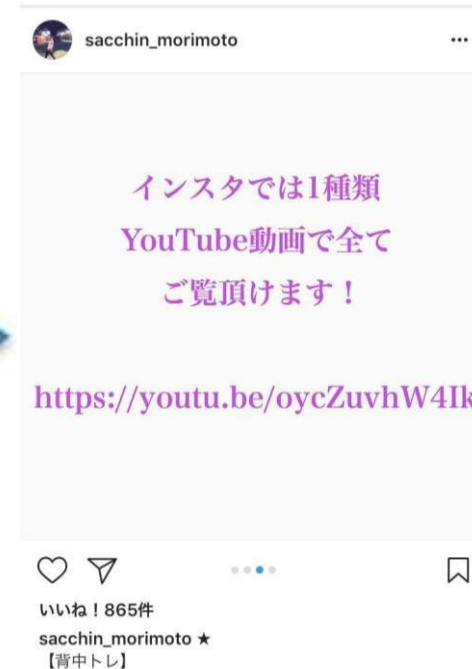 sacchin_morimoto
インスタでは1種類
YouTube動画で全て
ご覧頂けます！
https://youtu.be/oycZuvhW4Ik
いいね！865件
sacchin_morimoto ★
【背中トレ】